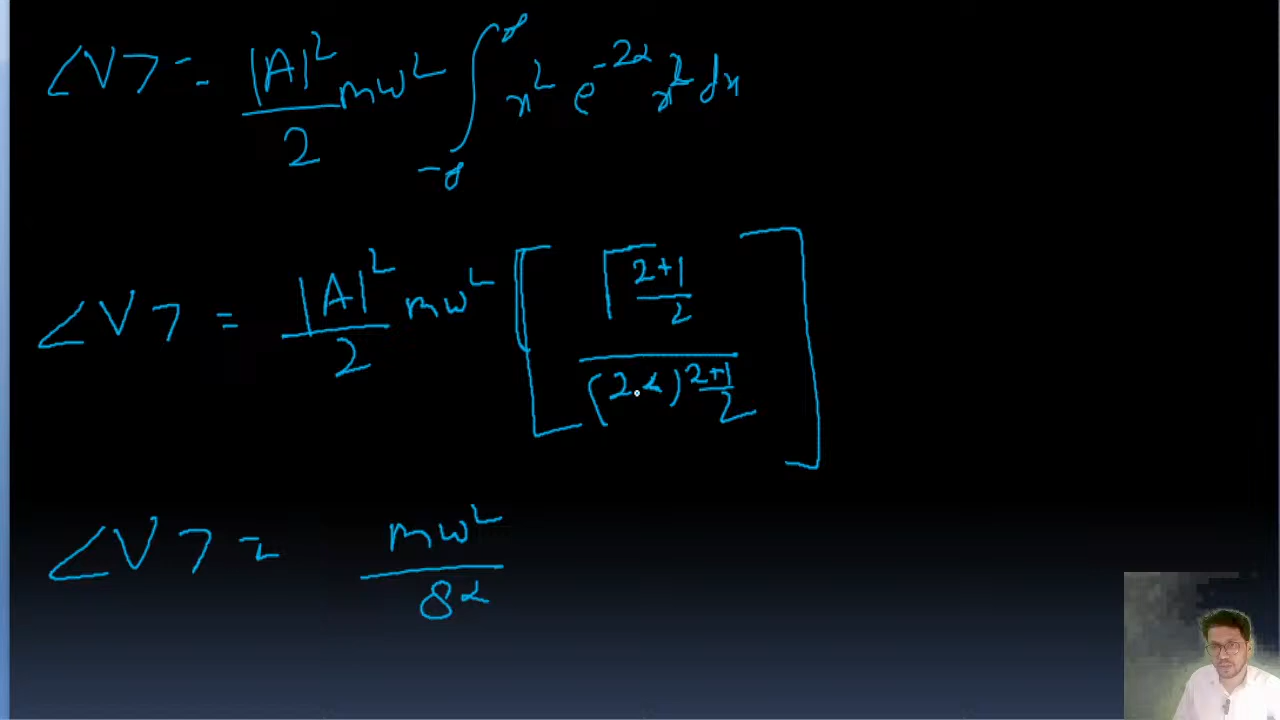 <V> = |A|²/2 mω² ∫_{-∞}^{∞} x² e^{-2αx²} dx
<V> = |A|²/2 mω² [ Γ (2+1)/2 / (2α)^{(2+1)/2} ]
<V> = mω²/8α